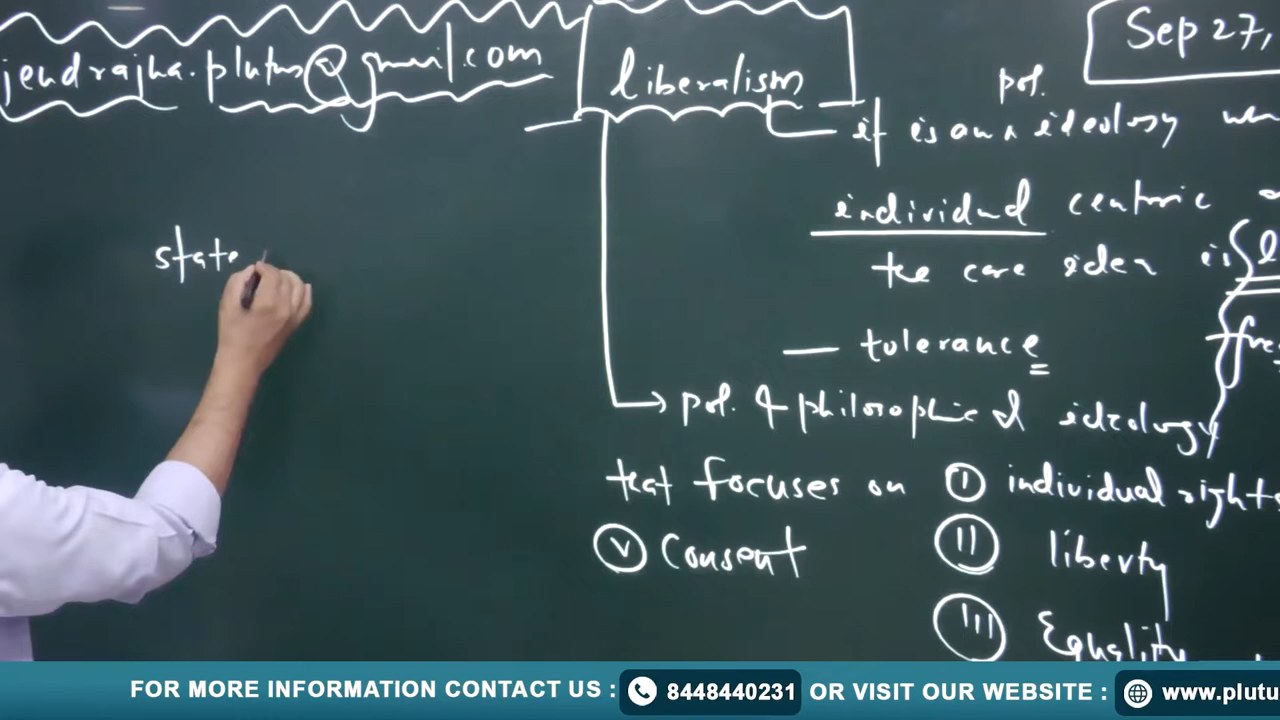 Sep 27,
jendrajha.plutus@gmail.com
liberalism
pol.
it is an ^ ideology wh
individual centric
the core idea is
state
— tolerance
→ pol. & philosophical ideology
that focuses on (I) individual rights
(V) Consent (II) liberty
(III) Equality
FOR MORE INFORMATION CONTACT US : 8448440231 OR VISIT OUR WEBSITE : www.plutu